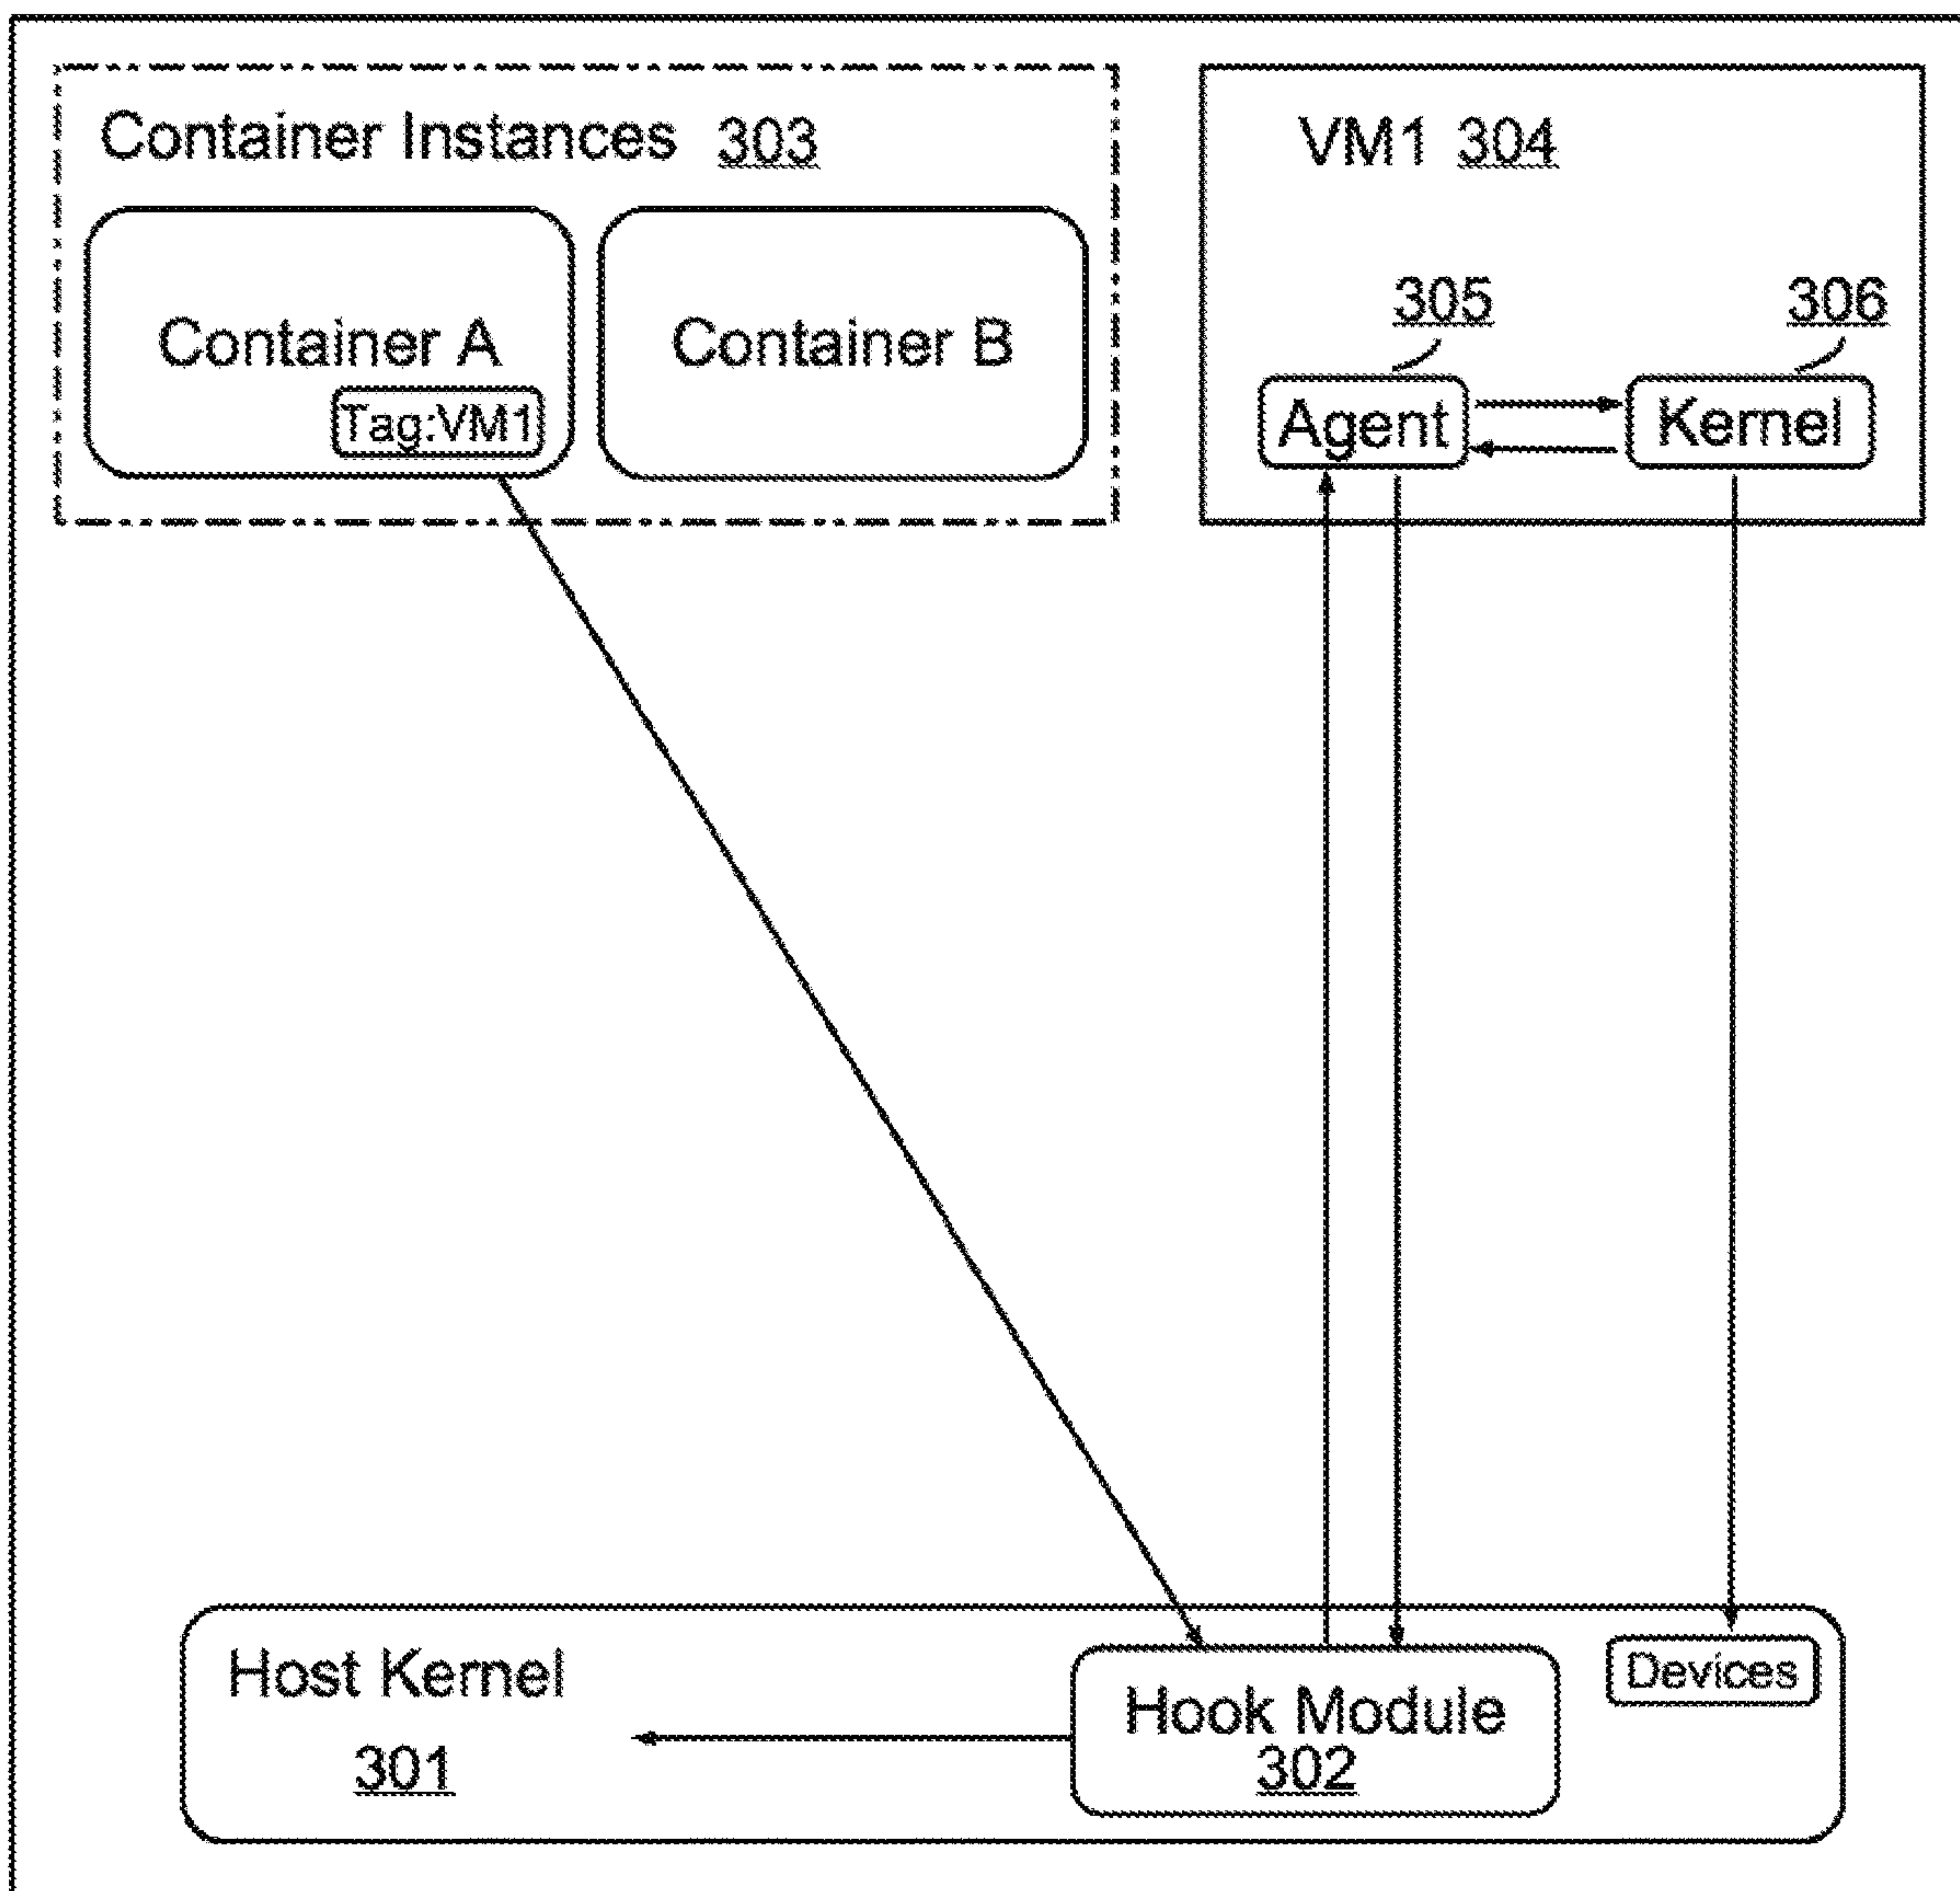 Container Instances 303
Container A
Tag:VM1
Container B
VM1 304
305
306
Agent
Kernel
Host Kernel
301
Hook Module
302
Devices